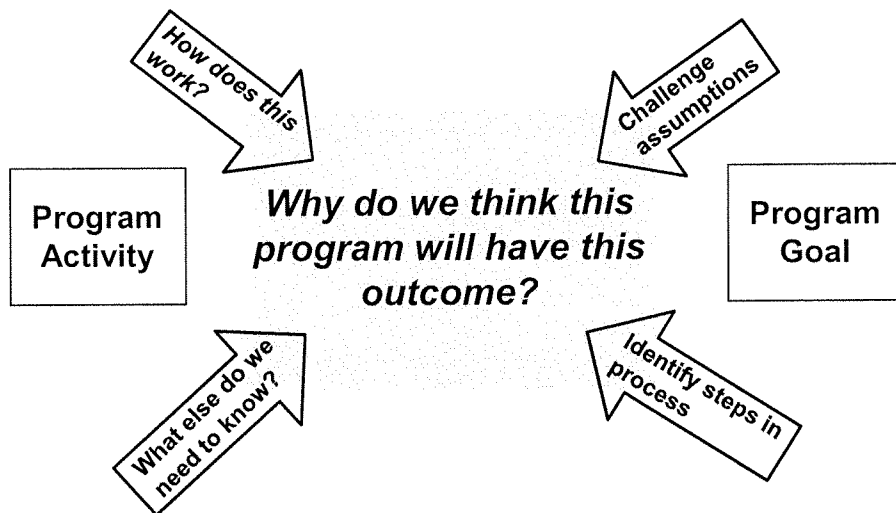 How does this
work?
Challenge
assumptions
Program
Activity
Why do we think this
program will have this
outcome?
Program
Goal
What else do we
need to know?
Identify steps in
process